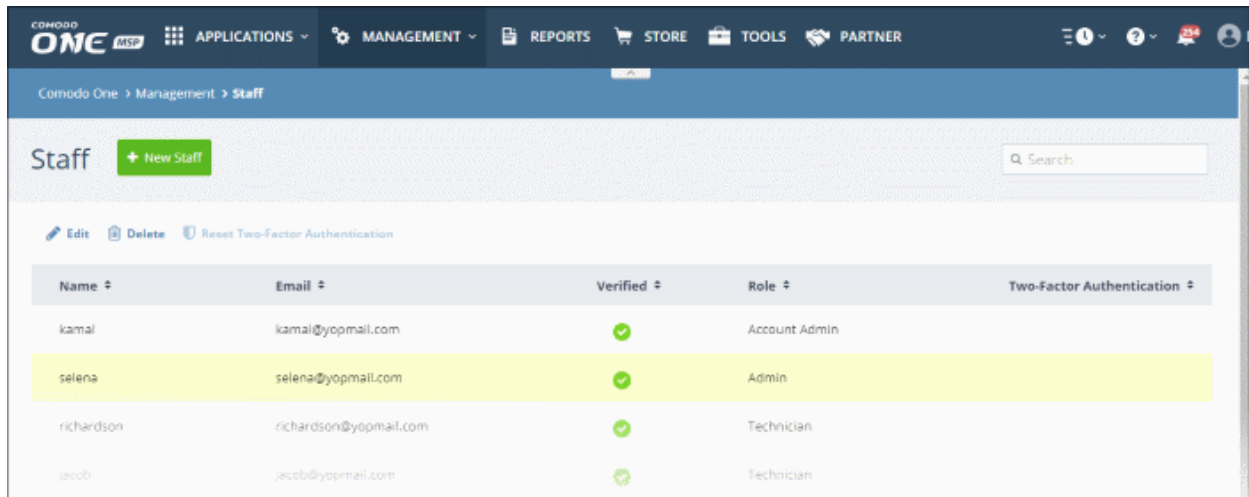 COMODO
ONE MSP APPLICATIONS MANAGEMENT REPORTS STORE TOOLS PARTNER ? 254
Comodo One > Management > Staff
Staff + New Staff Search
Edit Delete Reset Two-Factor Authentication
Name Email Verified Role Two-Factor Authentication
kamal kamal@yopmail.com Account Admin
selena selena@yopmail.com Admin
richardson richardson@yopmail.com Technician
jacob jacob@yopmail.com Technician